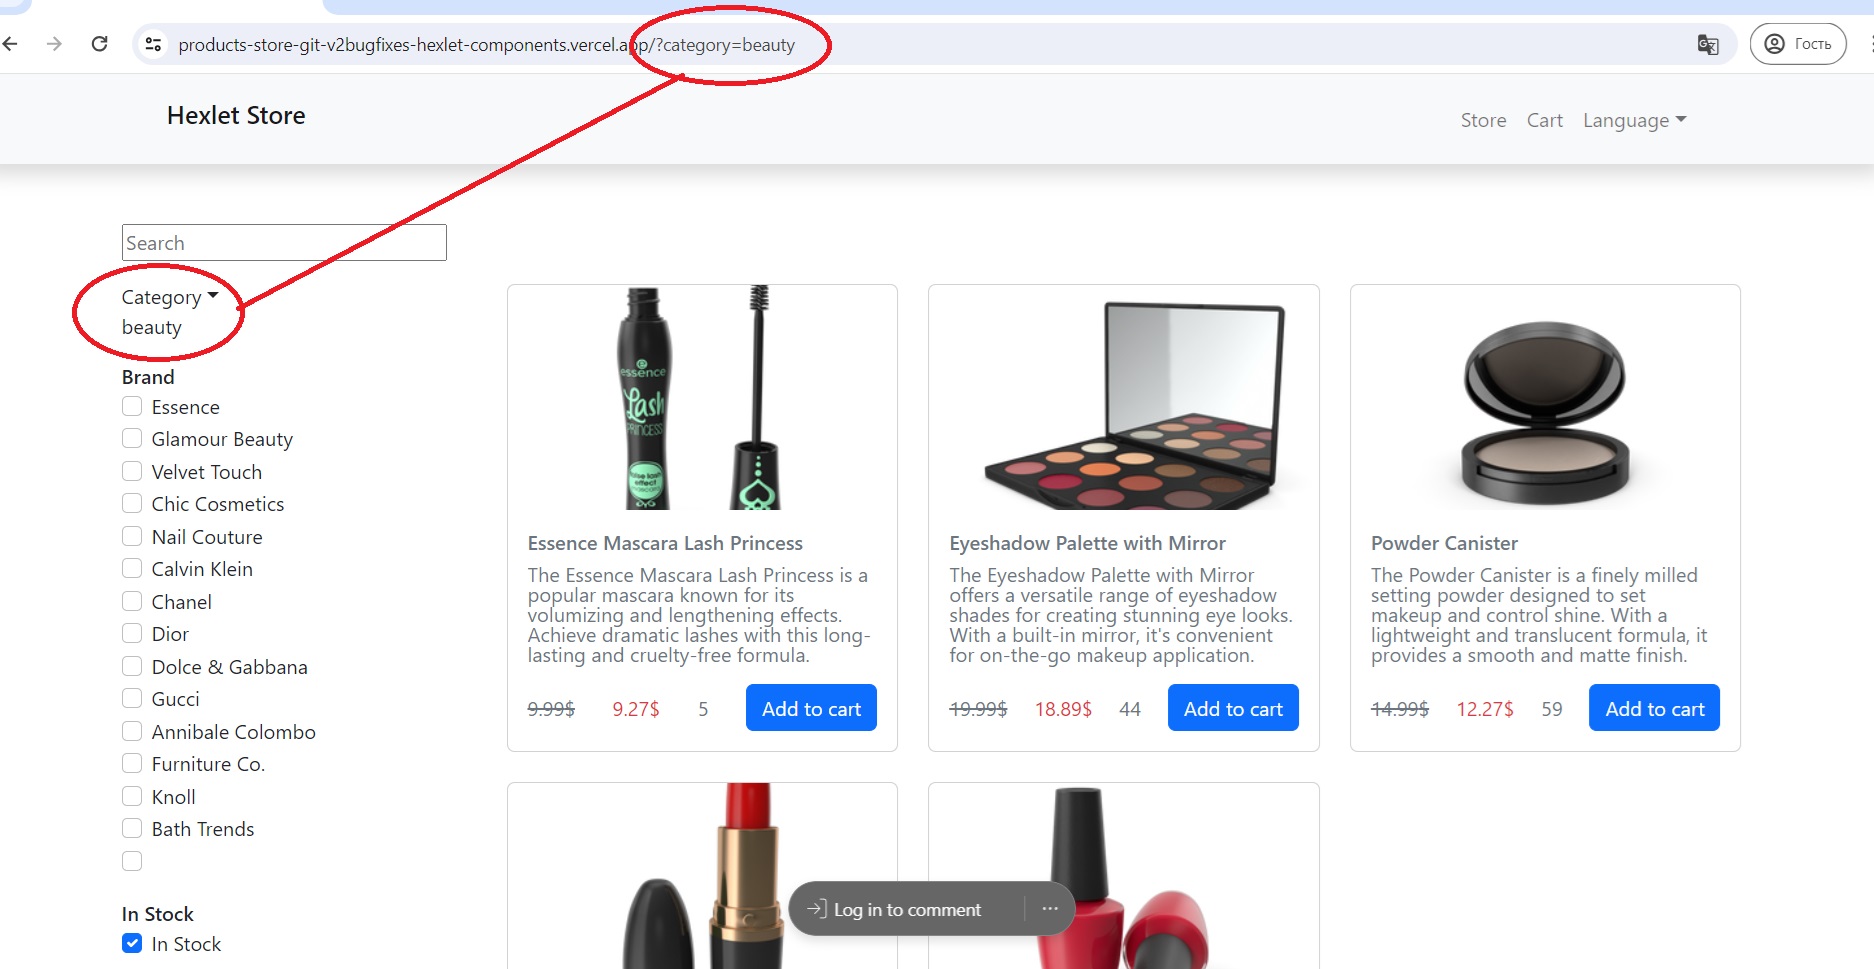 products-store-git-v2bugfixes-hexlet-components.vercel.app/?category=beauty
Гость
Hexlet Store
Store Cart Language
Search
Category
beauty
Brand
Essence
Glamour Beauty
Velvet Touch
Chic Cosmetics
Nail Couture
Calvin Klein
Chanel
Dior
Dolce & Gabbana
Gucci
Annibale Colombo
Furniture Co.
Knoll
Bath Trends
In Stock
In Stock
essence
Lash
PRINCESS
false lash
effect
Essence Mascara Lash Princess
The Essence Mascara Lash Princess is a
popular mascara known for its
volumizing and lengthening effects.
Achieve dramatic lashes with this long-
lasting and cruelty-free formula.
9.99$ 9.27$ 5 Add to cart
Eyeshadow Palette with Mirror
The Eyeshadow Palette with Mirror
offers a versatile range of eyeshadow
shades for creating stunning eye looks.
With a built-in mirror, it's convenient
for on-the-go makeup application.
19.99$ 18.89$ 44 Add to cart
Powder Canister
The Powder Canister is a finely milled
setting powder designed to set
makeup and control shine. With a
lightweight and translucent formula, it
provides a smooth and matte finish.
14.99$ 12.27$ 59 Add to cart
Log in to comment